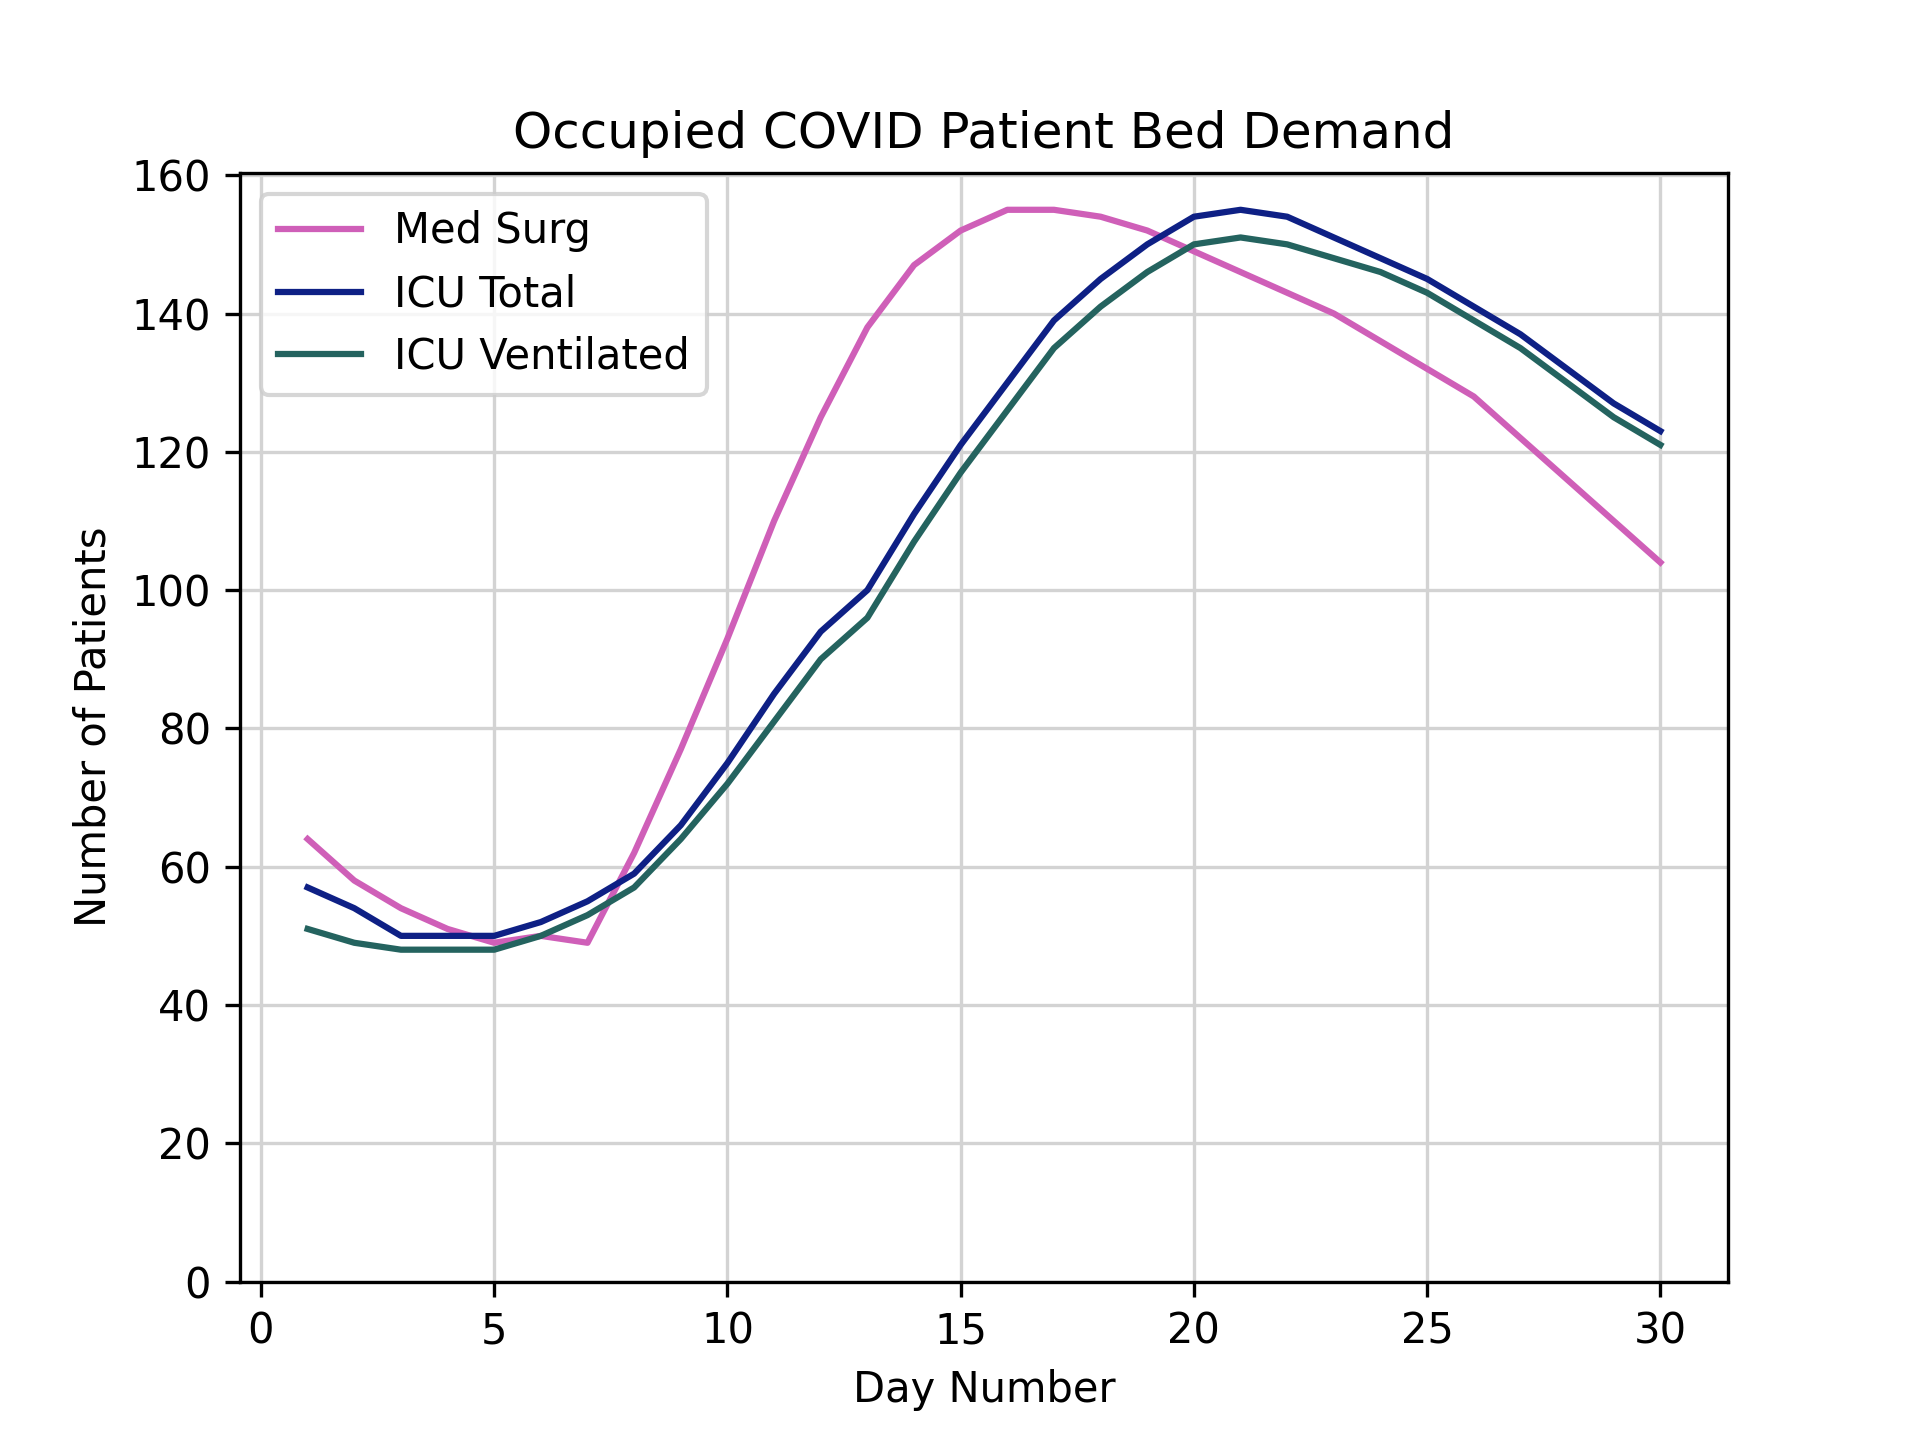 Occupied COVID Patient Bed Demand
Med Surg
ICU Total
ICU Ventilated
160
140
120
100
80
60
40
20
0
Number of Patients
0 5 10 15 20 25 30
Day Number